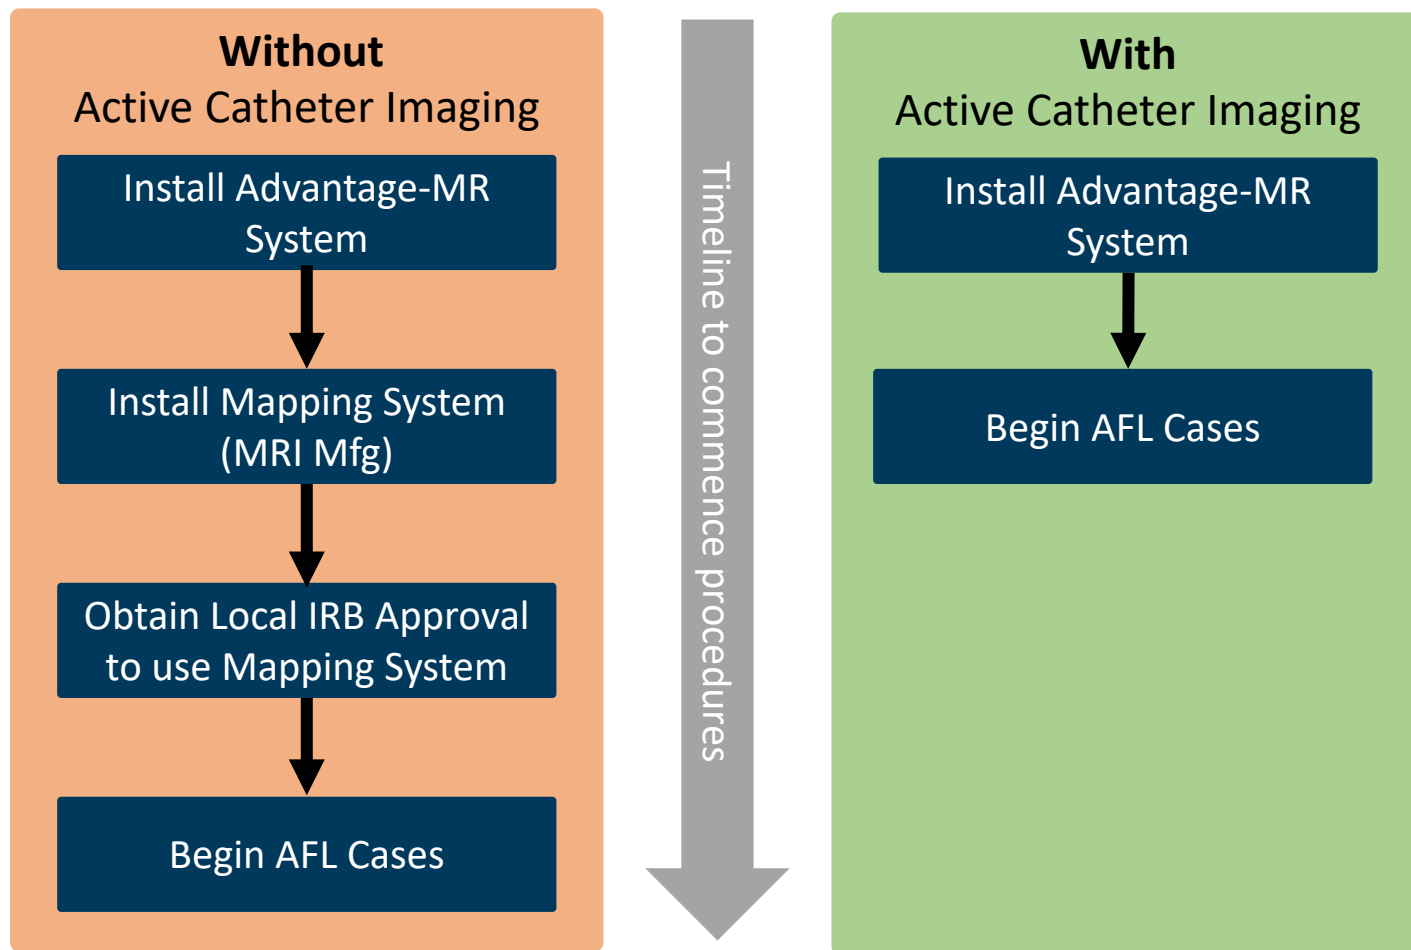 Without
Active Catheter Imaging
Install Advantage-MR
System
Install Mapping System
(MRI Mfg)
Obtain Local IRB Approval
to use Mapping System
Begin AFL Cases
Timeline to commence procedures
With
Active Catheter Imaging
Install Advantage-MR
System
Begin AFL Cases